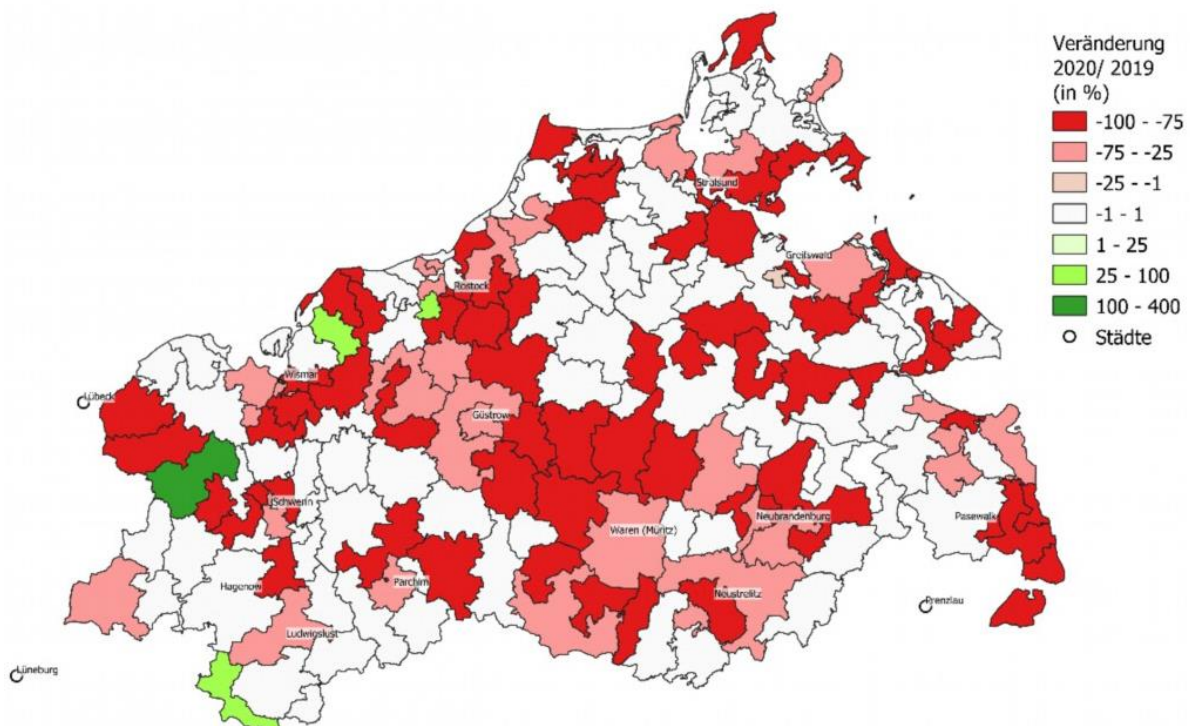 Veränderung
2020/ 2019
(in %)
-100 - -75
-75 - -25
-25 - -1
-1 - 1
1 - 25
25 - 100
100 - 400
Städte
Stralsund
Greifswald
Rostock
Wismar
Lübeck
Güstrow
Schwerin
Waren (Müritz)
Neubrandenburg
Pasewalk
Hagenow
Parchim
Neustrelitz
Prenzlau
Ludwigslust
Lüneburg